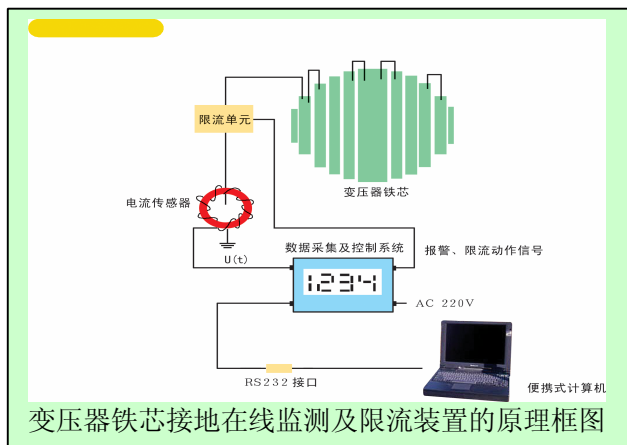 限流单元
变压器铁芯
电流传感器
U(t)
数据采集及控制系统
报警、限流动作信号
1234
AC 220V
RS232 接口
便携式计算机
变压器铁芯接地在线监测及限流装置的原理框图